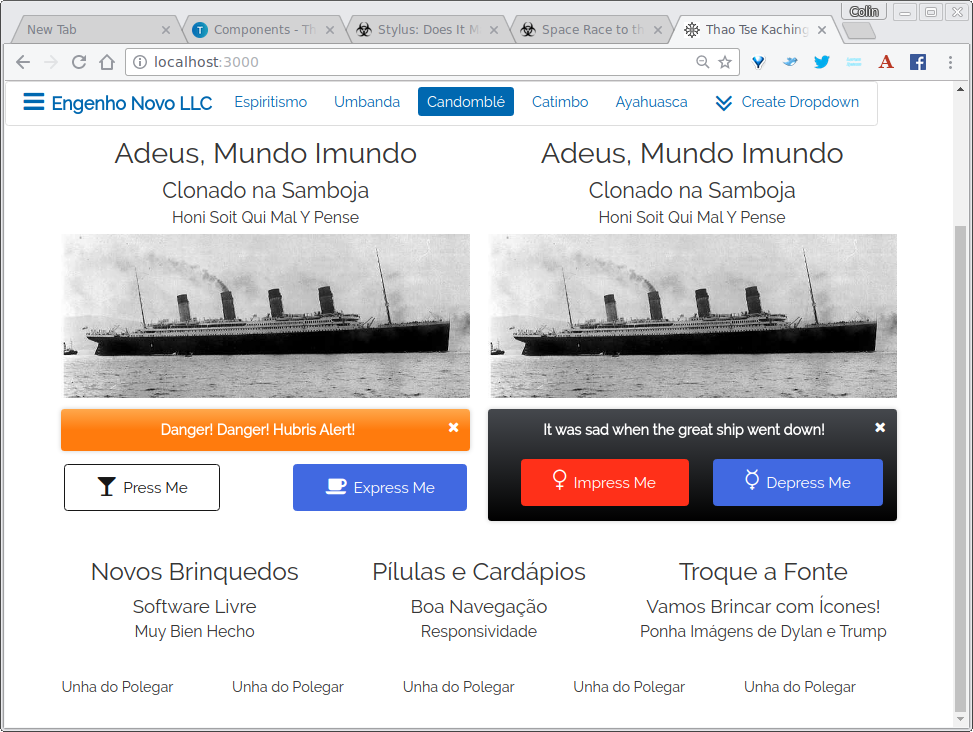 Colin
New Tab
Components - Th
Stylus: Does It M
Space Race to th
Thao Tse Kaching
localhost:3000
Engenho Novo LLC
Espiritismo
Umbanda
Candomblé
Catimbo
Ayahuasca
Create Dropdown
Adeus, Mundo Imundo
Clonado na Samboja
Honi Soit Qui Mal Y Pense
Adeus, Mundo Imundo
Clonado na Samboja
Honi Soit Qui Mal Y Pense
Danger! Danger! Hubris Alert!
Press Me
Express Me
It was sad when the great ship went down!
Impress Me
Depress Me
Novos Brinquedos
Software Livre
Muy Bien Hecho
Pílulas e Cardápios
Boa Navegação
Responsividade
Troque a Fonte
Vamos Brincar com Ícones!
Ponha Imágens de Dylan e Trump
Unha do Polegar
Unha do Polegar
Unha do Polegar
Unha do Polegar
Unha do Polegar